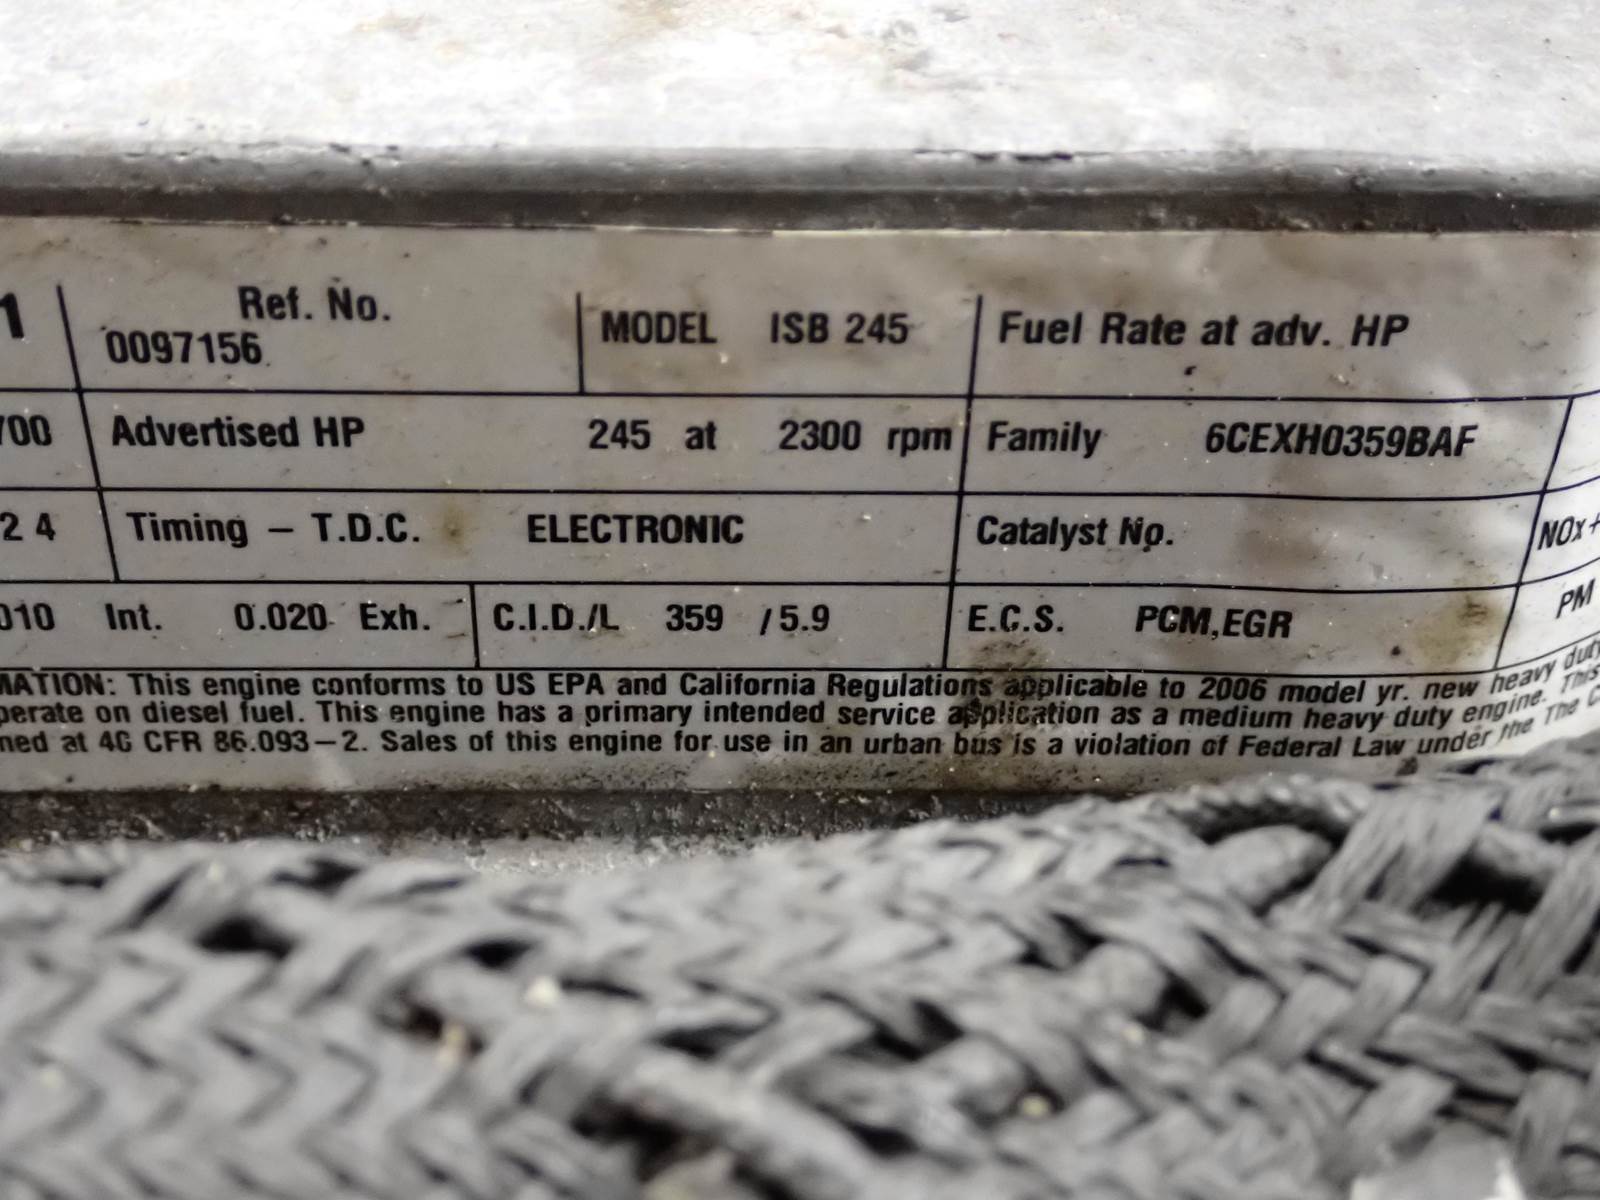 1 Ref. No. MODEL ISB 245 Fuel Rate at adv. HP
0097156
700 Advertised HP 245 at 2300 rpm Family 6CEXH0359BAF
2 4 Timing – T.D.C. ELECTRONIC Catalyst No. NOx+
010 Int. 0.020 Exh. C.I.D./L 359 / 5.9 E.C.S. PCM,EGR PM
MATION: This engine conforms to US EPA and California Regulations applicable to 2006 model yr. new heavy duty
perate on diesel fuel. This engine has a primary intended service application as a medium heavy duty engine. This
ned at 40 CFR 86.093–2. Sales of this engine for use in an urban bus is a violation of Federal Law under the The C